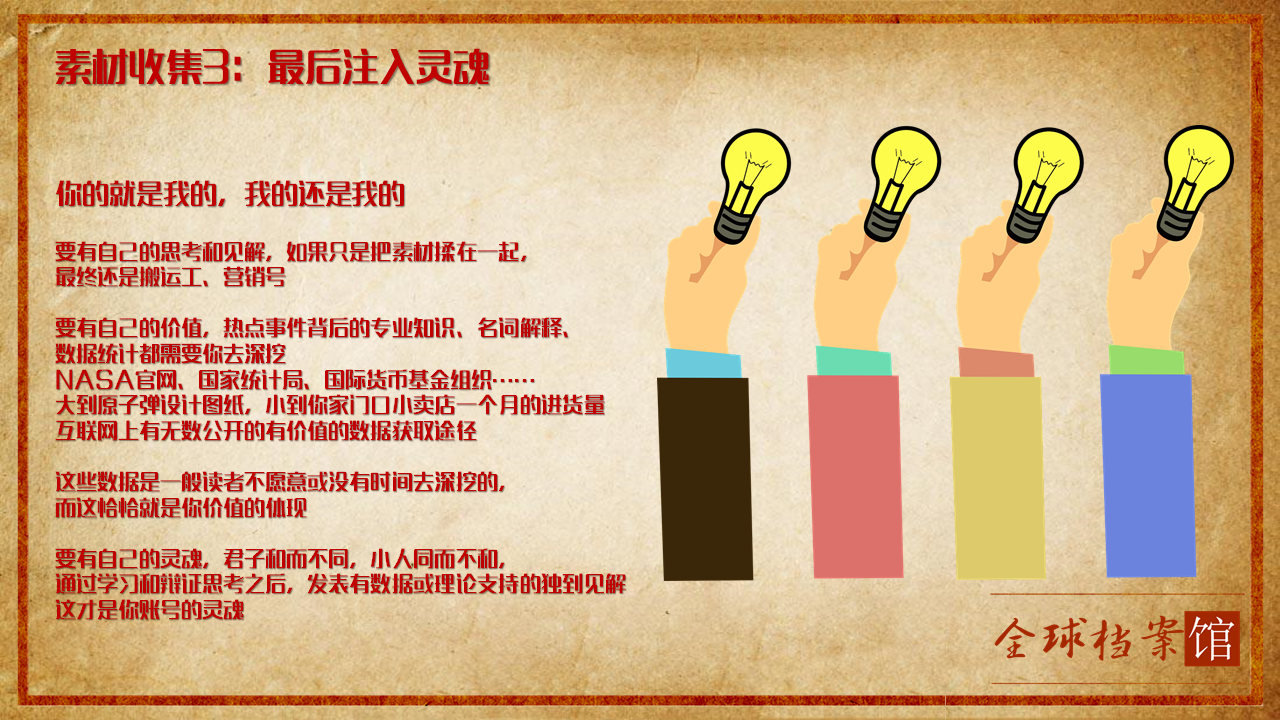 素材收集3：最后注入灵魂
你的就是我的，我的还是我的
要有自己的思考和见解，如果只是把素材揉在一起，
最终还是搬运工、营销号
要有自己的价值，热点事件背后的专业知识、名词解释、
数据统计都需要你去深挖
NASA官网、国家统计局、国际货币基金组织……
大到原子弹设计图纸，小到你家门口小卖店一个月的进货量
互联网上有无数公开的有价值的数据获取途径
这些数据是一般读者不愿意或没有时间去深挖的，
而这恰恰就是你价值的体现
要有自己的灵魂，君子和而不同，小人同而不和，
通过学习和辩证思考之后，发表有数据或理论支持的独到见解
这才是你账号的灵魂
全球档案馆